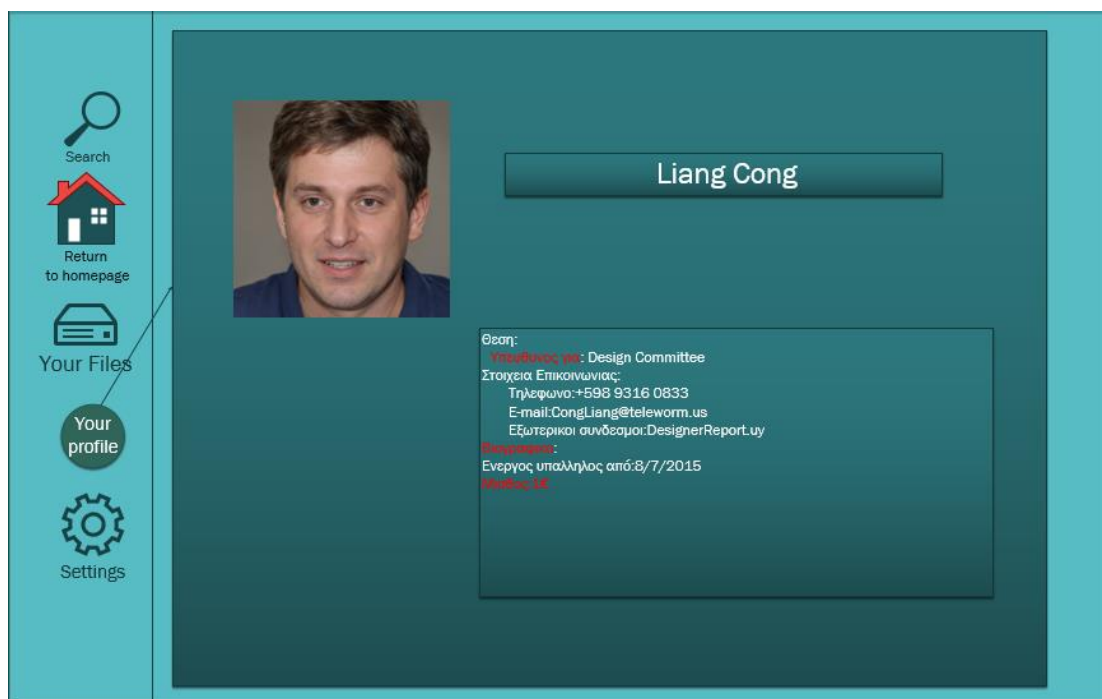 Search
Return
to homepage
Your Files
Your
profile
Settings
Liang Cong
Θεση:
Υπευθυνος για: Design Committee
Στοιχεια Επικοινωνιας:
Τηλεφωνο:+598 9316 0833
E-mail:CongLiang@teleworm.us
Εξωτερικοι συνδεσμοι:DesignerReport.uy
Βιογραφικο:
Ενεργος υπαλληλος από:8/7/2015